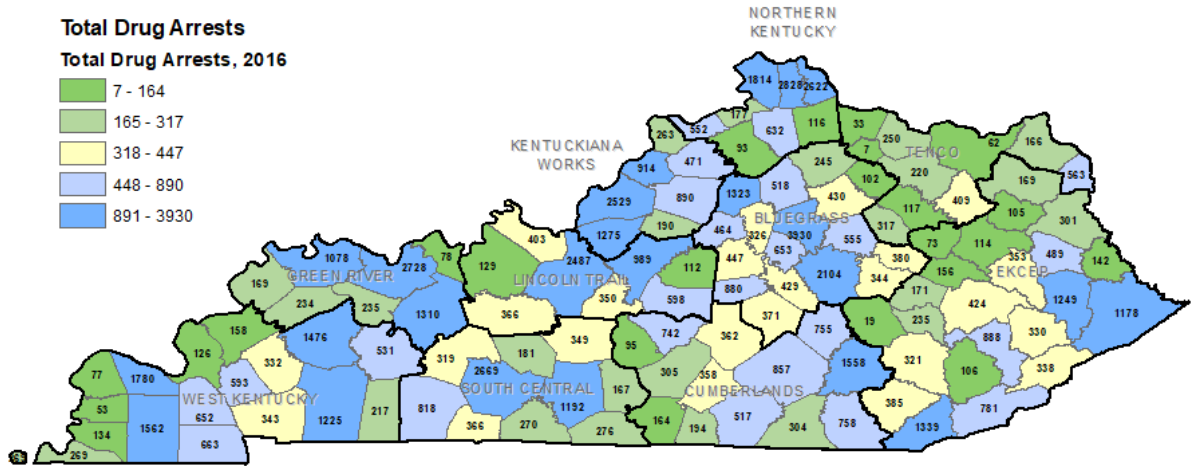 Total Drug Arrests
Total Drug Arrests, 2016
7 - 164
165 - 317
318 - 447
448 - 890
891 - 3930
NORTHERN
KENTUCKY
1814 2828 2622
177
263 552 632 116 33
250 62 166
KENTUCKIANA
WORKS
93 7 TENCO
914 471 245 220 169 563
102
2529 890 1323 518 430 409
117 105 301
BLUEGRASS
403 1275 190 464 326 3930 555 317
653
1078 78 2487 989 447 380 73 114 353 489 142
GREEN RIVER 2728 129 LINCOLN TRAIL 112 2104 344 156 EKCEP
169 880 429 171 1249
234 235 1310 366 350 598 371 424 1178
158 1476 742 362 755 19 235 330
126 531 319 349 95 1558 888
332 181 321 338
77 1780 593 2669 305 358 857 106
WEST KENTUCKY SOUTH CENTRAL 167 CUMBERLANDS
53 652 343 1225 217 818 1192 517 385 781
134 1562 366 270 164 194 304 758 1339
663 276
269